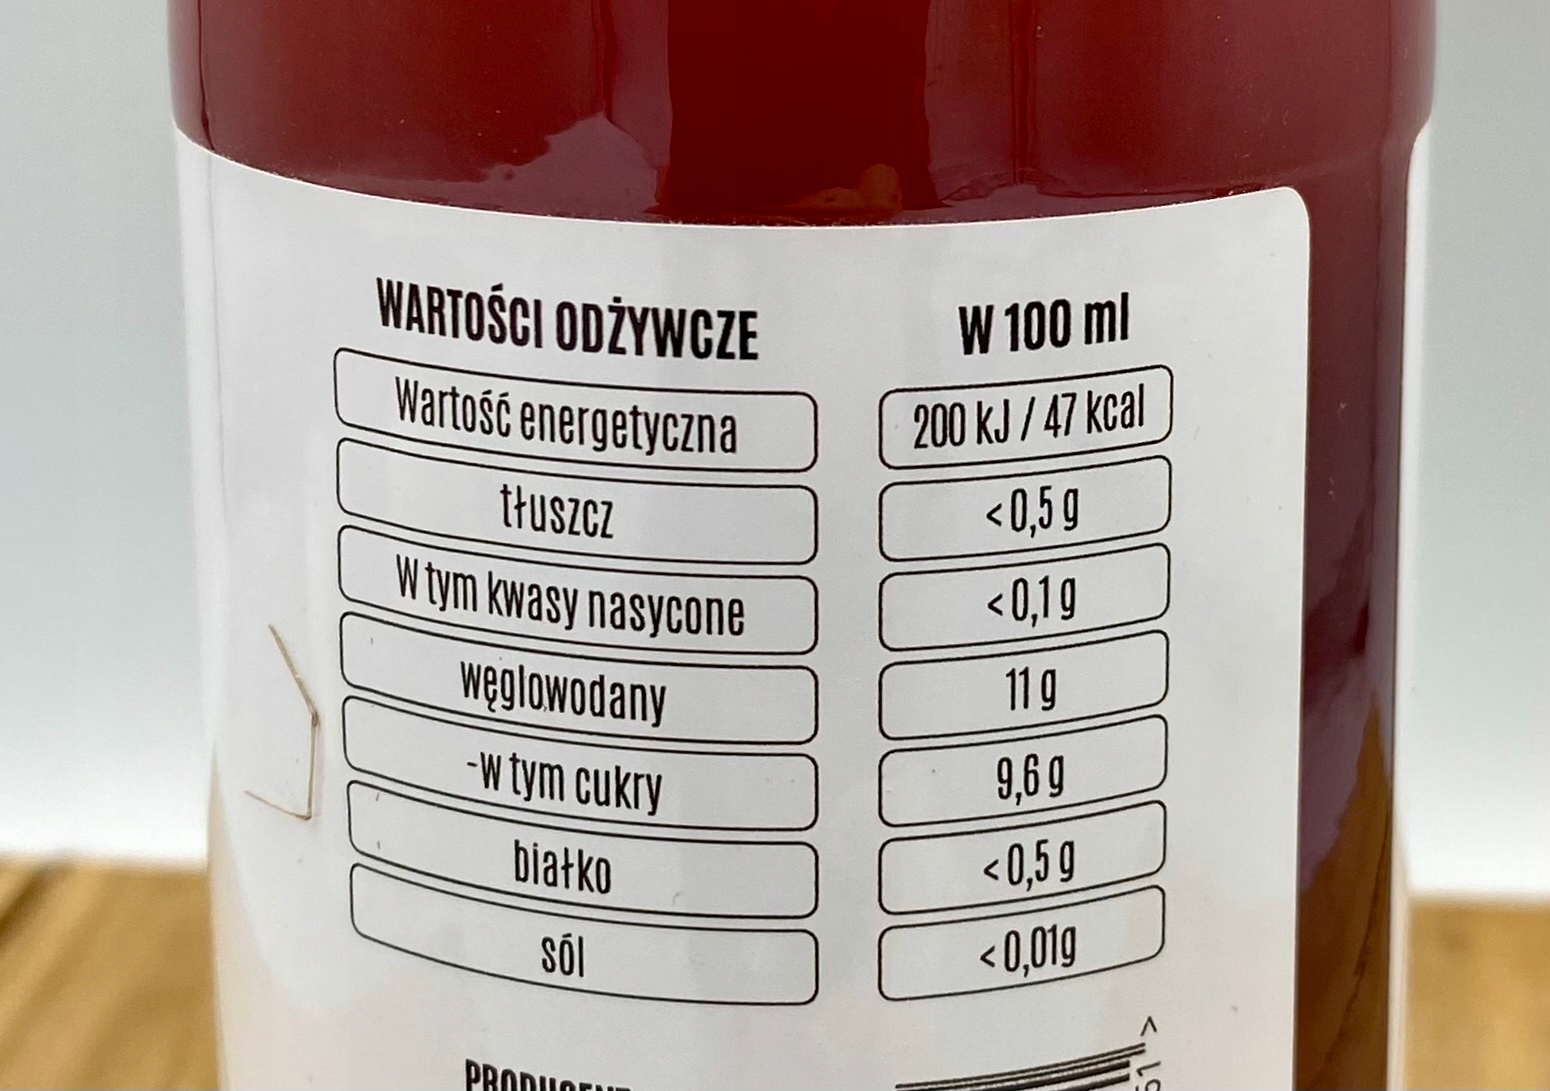 WARTOŚCI ODŻYWCZE W 100 ml
Wartość energetyczna 200 kJ / 47 kcal
tłuszcz <0,5 g
W tym kwasy nasycone <0,1 g
węglowodany 11 g
-w tym cukry 9,6 g
białko <0,5 g
sól <0,01g